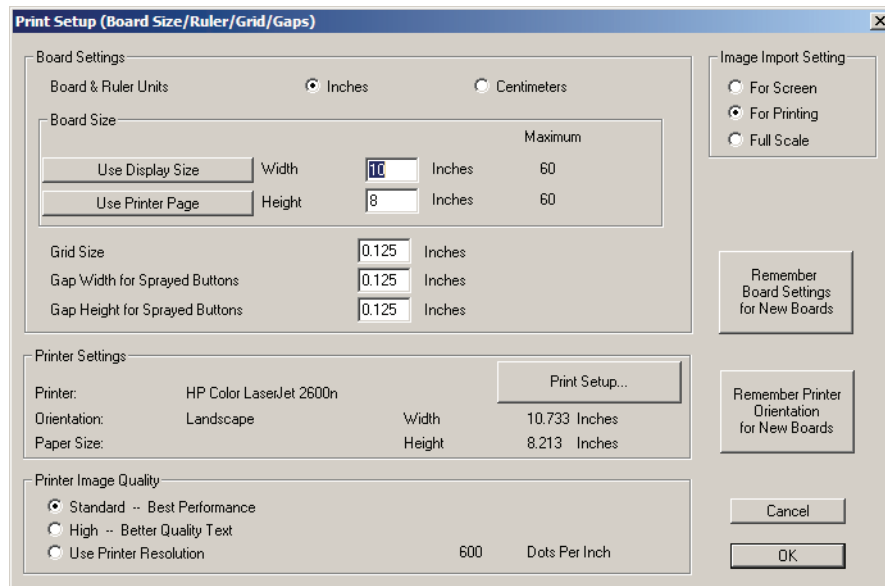 Print Setup (Board Size/Ruler/Grid/Gaps)
Board Settings
Board & Ruler Units Inches Centimeters
Board Size
Maximum
Use Display Size Width 10 Inches 60
Use Printer Page Height 8 Inches 60
Grid Size 0.125 Inches
Gap Width for Sprayed Buttons 0.125 Inches
Gap Height for Sprayed Buttons 0.125 Inches
Image Import Setting
For Screen
For Printing
Full Scale
Remember
Board Settings
for New Boards
Printer Settings
Print Setup...
Printer: HP Color LaserJet 2600n
Orientation: Landscape Width 10.733 Inches
Paper Size: Height 8.213 Inches
Remember Printer
Orientation
for New Boards
Printer Image Quality
Standard -- Best Performance
High -- Better Quality Text
Use Printer Resolution 600 Dots Per Inch
Cancel
OK